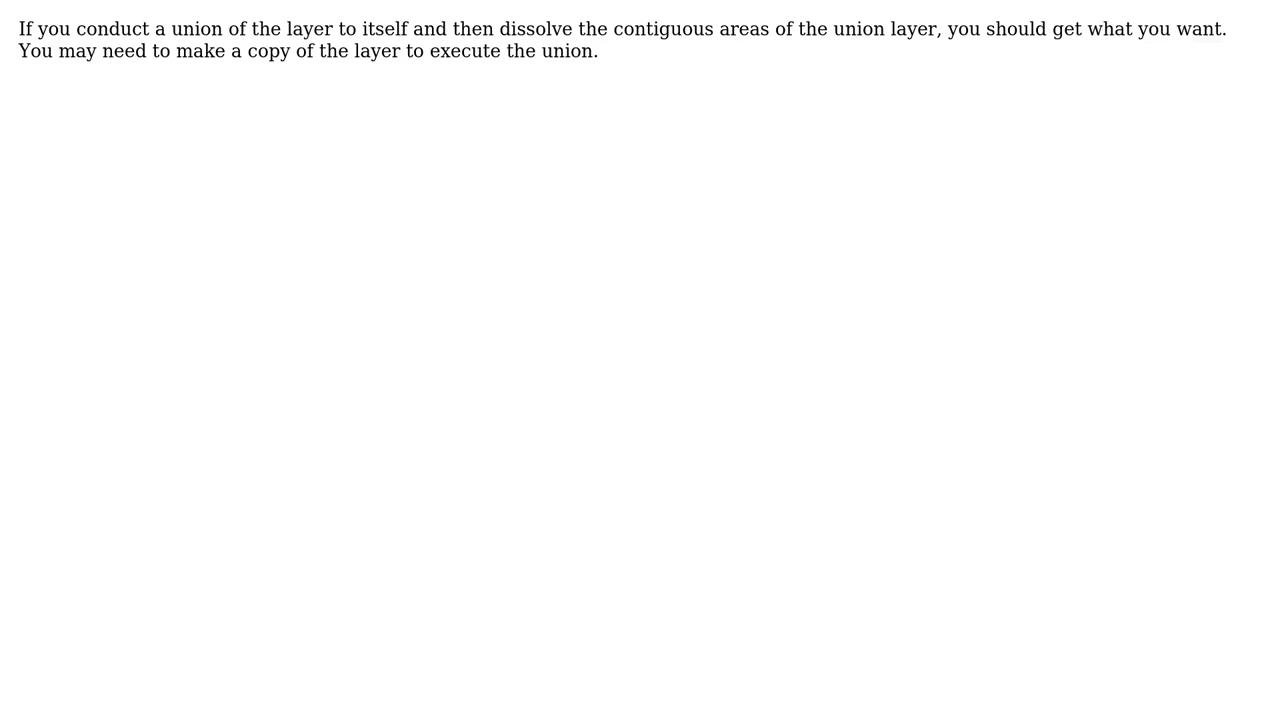 If you conduct a union of the layer to itself and then dissolve the contiguous areas of the union layer, you should get what you want.
You may need to make a copy of the layer to execute the union.